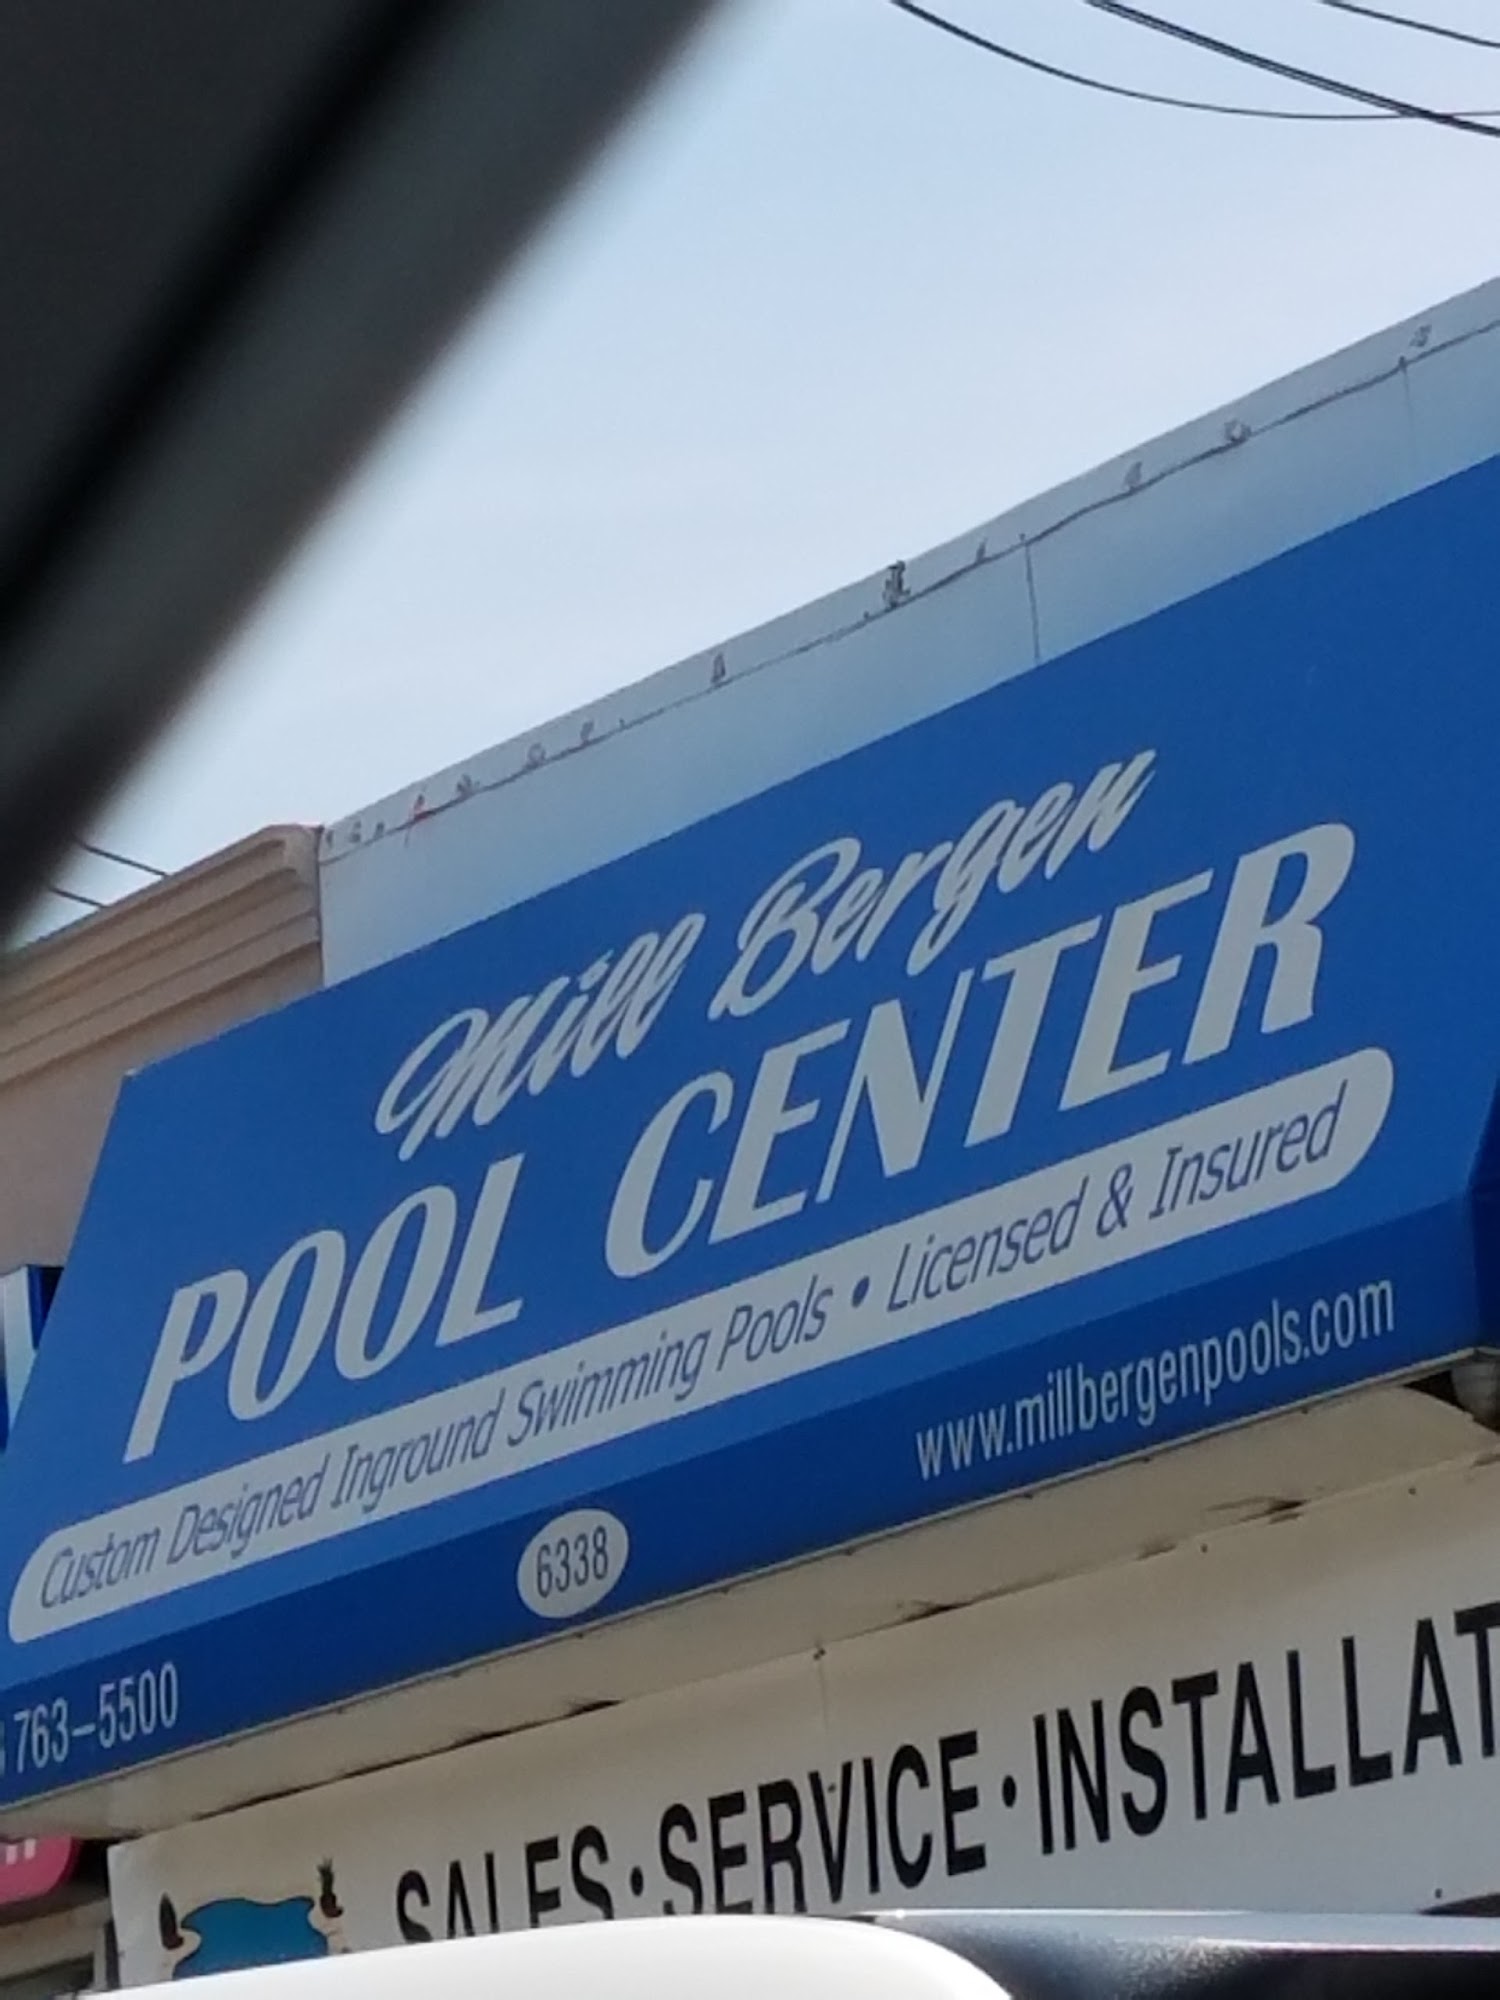 Mill Bergen
POOL CENTER
Custom Designed Inground Swimming Pools • Licensed & Insured
763-5500
6338
www.millbergenpools.com
SALES • SERVICE • INSTALLAT